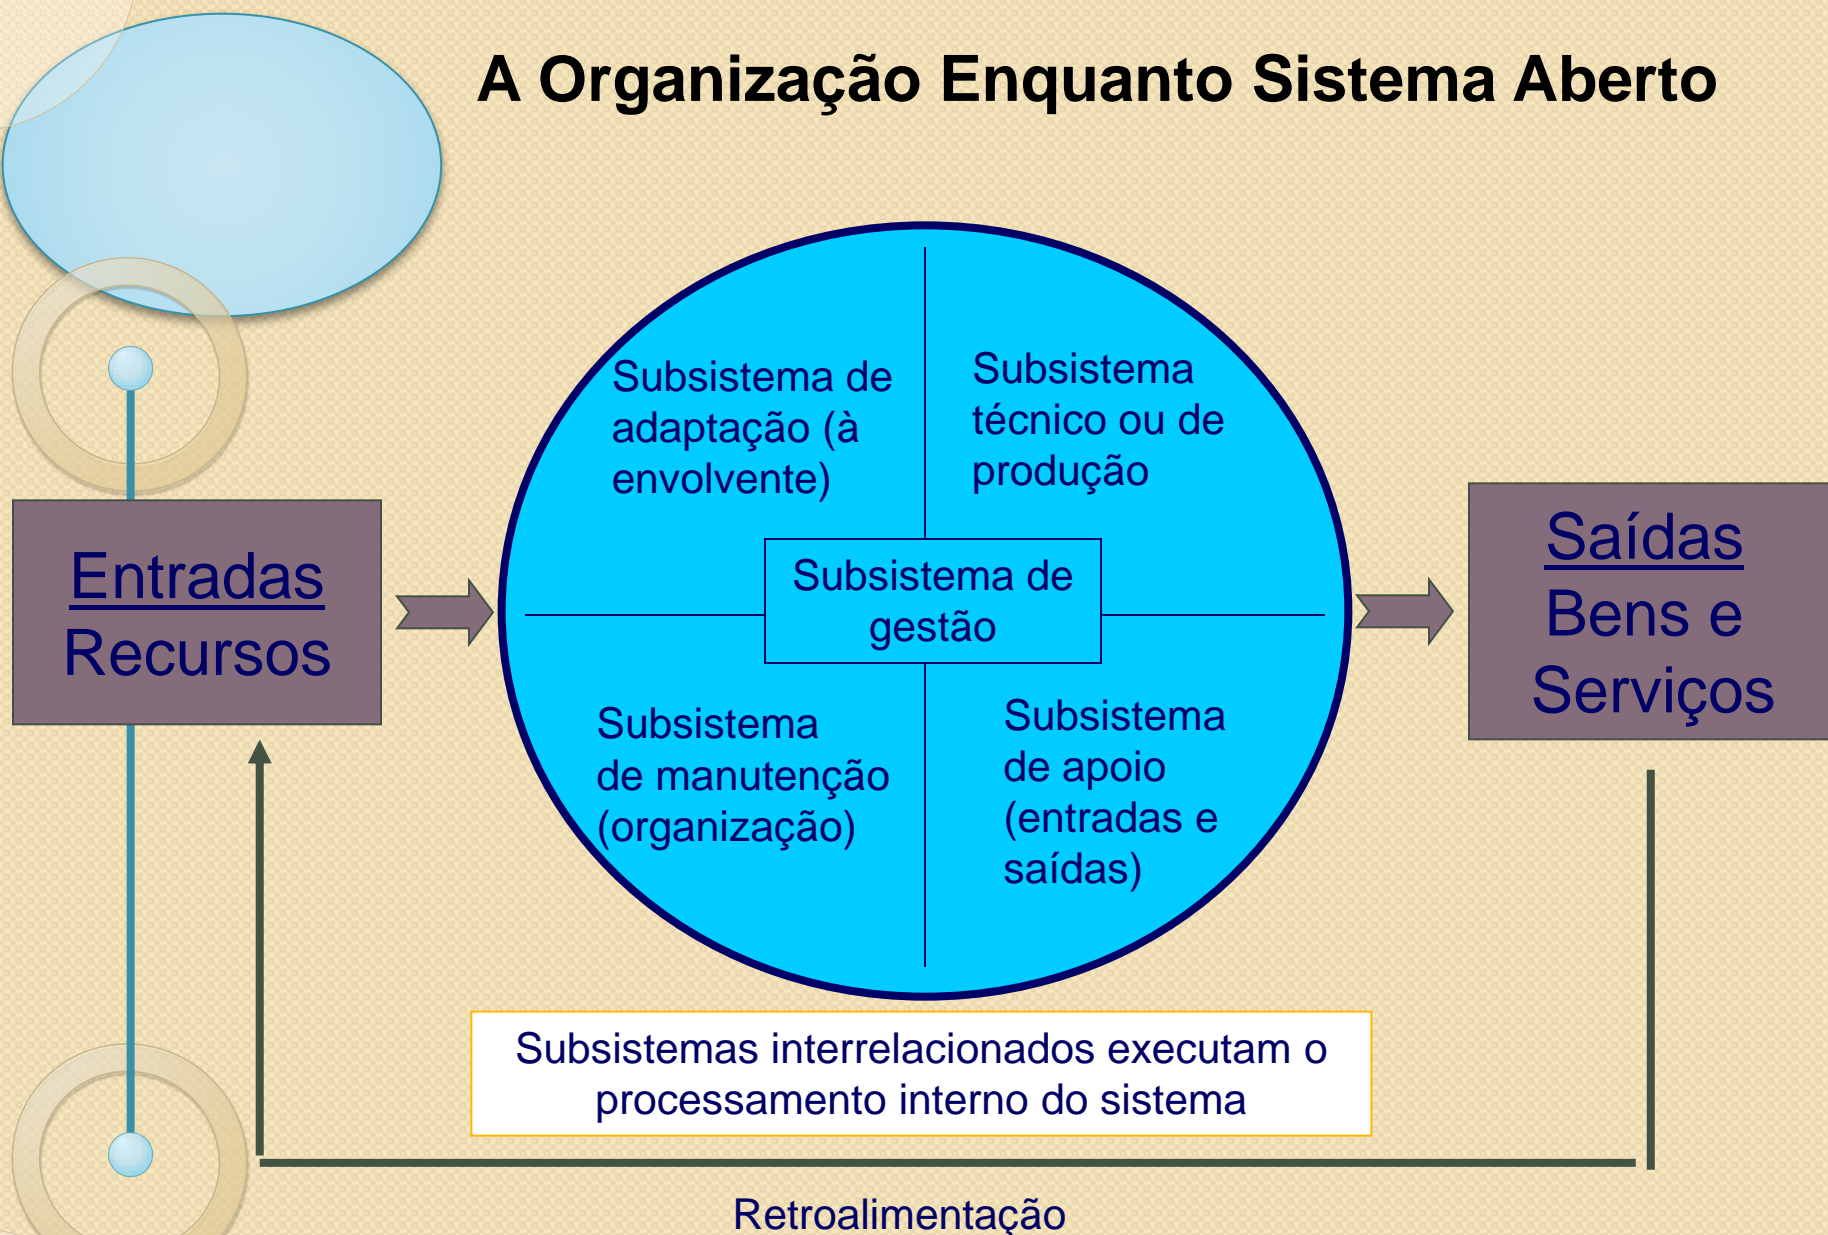 A Organização Enquanto Sistema Aberto
Subsistema de
adaptação (à
envolvente)
Subsistema
técnico ou de
produção
Entradas
Recursos
Subsistema de
gestão
Saídas
Bens e
Serviços
Subsistema
de manutenção
(organização)
Subsistema
de apoio
(entradas e
saídas)
Subsistemas interrelacionados executam o
processamento interno do sistema
Retroalimentação